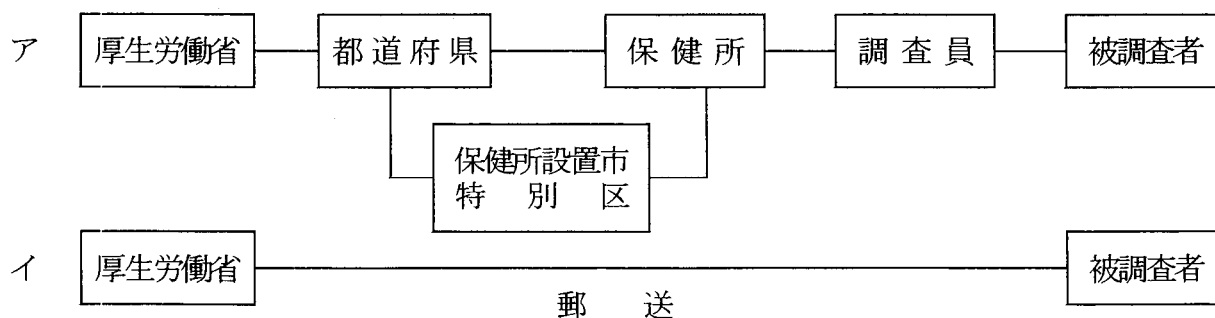 ア 厚生労働省 都道府県 保健所 調査員 被調査者
保健所設置市
特別区
イ 厚生労働省 被調査者
郵送